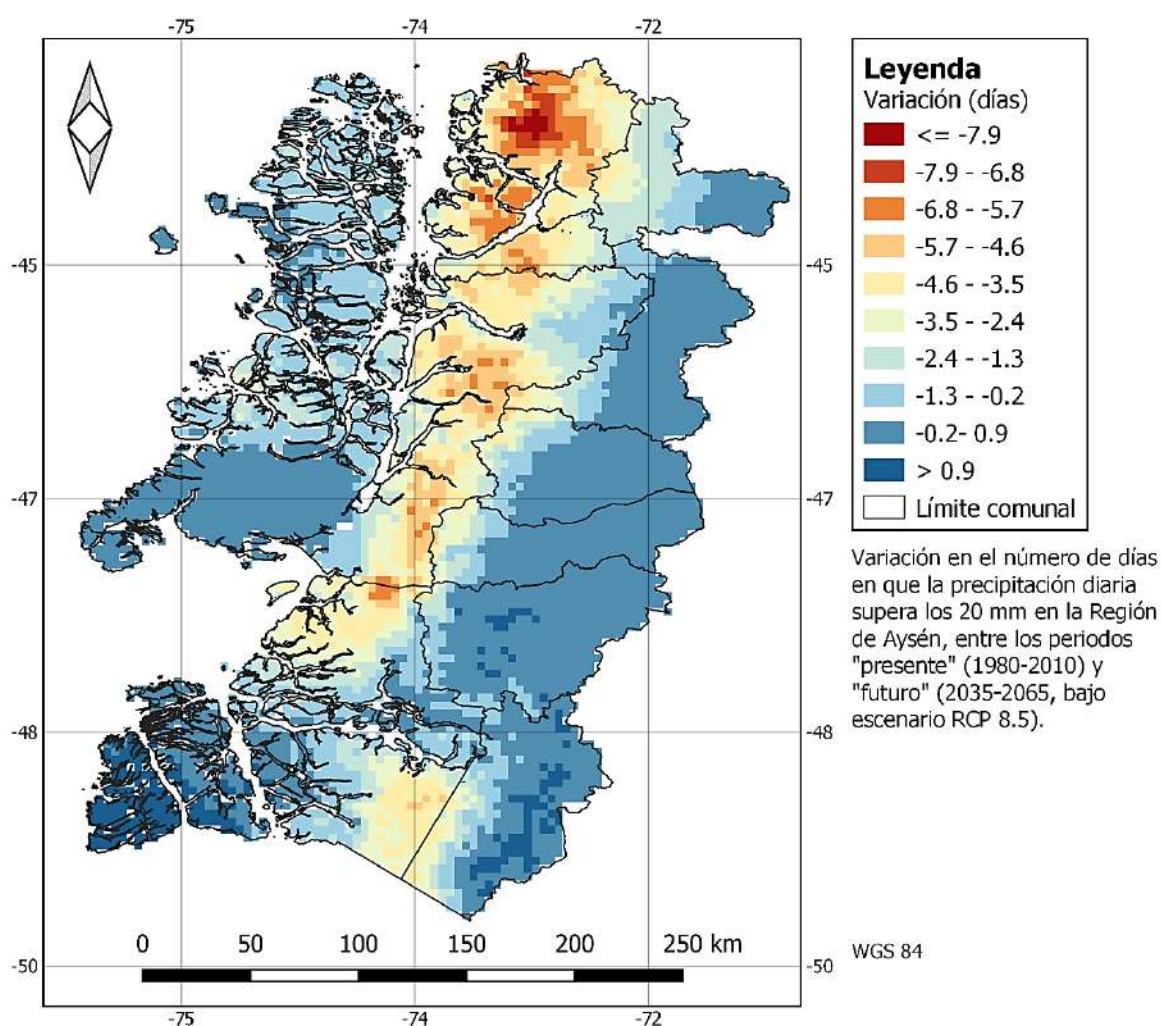 -75 -74 -72
Leyenda
Variación (días)
<= -7.9
-7.9 - -6.8
-6.8 - -5.7
-5.7 - -4.6
-4.6 - -3.5
-3.5 - -2.4
-2.4 - -1.3
-1.3 - -0.2
-0.2- 0.9
> 0.9
Límite comunal
Variación en el número de días
en que la precipitación diaria
supera los 20 mm en la Región
de Aysén, entre los periodos
"presente" (1980-2010) y
"futuro" (2035-2065, bajo
escenario RCP 8.5).
-45 -45
-47 -47
-48 -48
0 50 100 150 200 250 km
WGS 84
-50 -50
-75 -74 -72